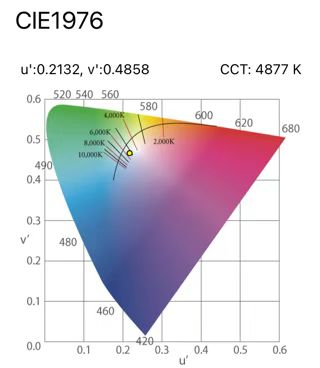 CIE1976
u':0.2132, v':0.4858 CCT: 4877 K
520 540 560
0.6
4,000K 580 600 620 680
6,000K
8,000K 2,000K
10,000K
0.5
490
0.4
0.3
v′ 480
0.2
0.1 460
0.0 420
0.1 0.2 0.3 0.4 0.5 0.6
u′